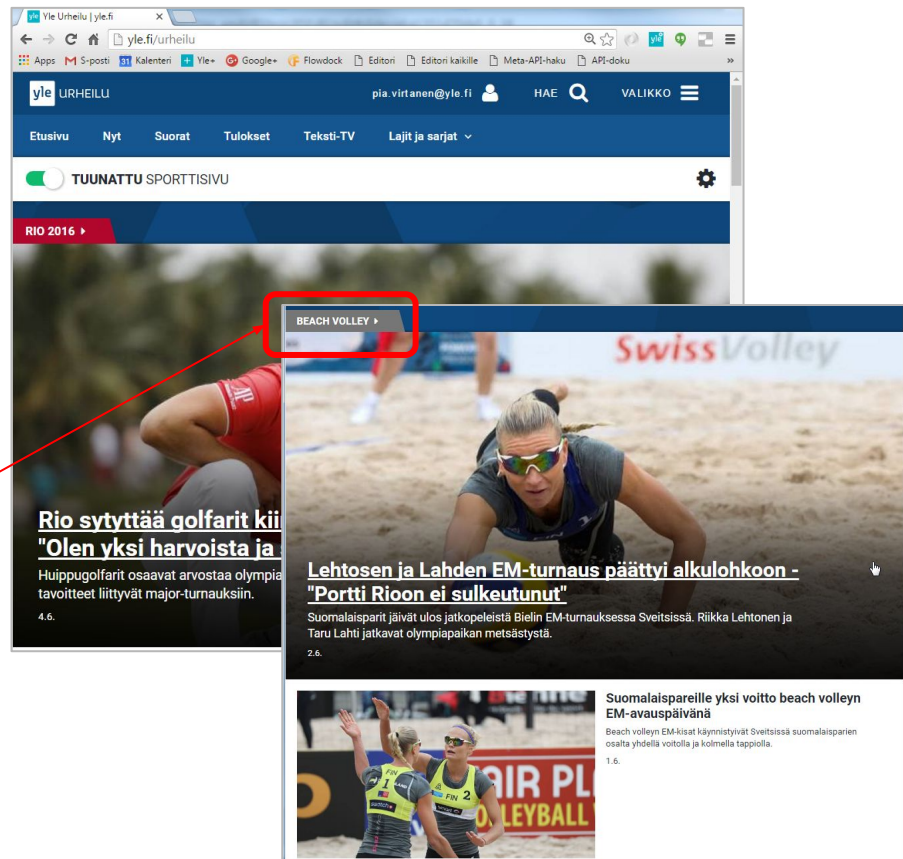 Yle Urheilu | yle.fi
yle.fi/urheilu
Apps S-posti 31 Kalenteri Yle+ Google+ Flowdock Editori Editori kaikille Meta-API-haku API-doku »
yle URHEILU pia.virtanen@yle.fi HAE VALIKKO
Etusivu Nyt Suorat Tulokset Teksti-TV Lajit ja sarjat
TUUNATTU SPORTTISIVU
RIO 2016
Rio sytyttää golfarit kii
"Olen yksi harvoista ja
Huippugolfarit osaavat arvostaa olympia
tavoitteet liittyvät major-turnauksiin.
4.6.
BEACH VOLLEY
SwissVolley
Lehtosen ja Lahden EM-turnaus päättyi alkulohkoon -
"Portti Rioon ei sulkeutunut"
Suomalaisparit jäivät ulos jatkopeleistä Bielin EM-turnauksessa Sveitsissä. Riikka Lehtonen ja
Taru Lahti jatkavat olympiapaikan metsästystä.
2.6.
Suomalaispareille yksi voitto beach volleyn
EM-avauspäivänä
Beach volleyn EM-kisat käynnistyivät Sveitsissä suomalaisparien
osalta yhdellä voitolla ja kolmella tappiolla.
1.6.
FIN
1
FIN 2
AIR PL
OLLEYBALL